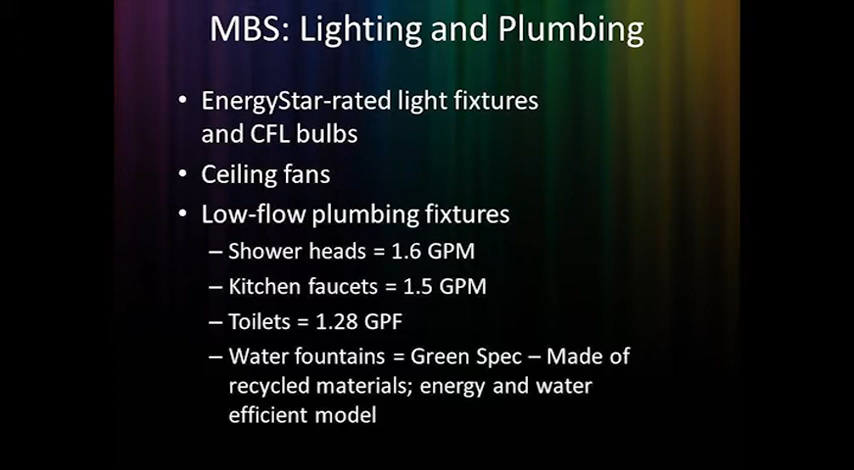 MBS: Lighting and Plumbing
• EnergyStar-rated light fixtures
and CFL bulbs
• Ceiling fans
• Low-flow plumbing fixtures
– Shower heads = 1.6 GPM
– Kitchen faucets = 1.5 GPM
– Toilets = 1.28 GPF
– Water fountains = Green Spec – Made of
recycled materials; energy and water
efficient model